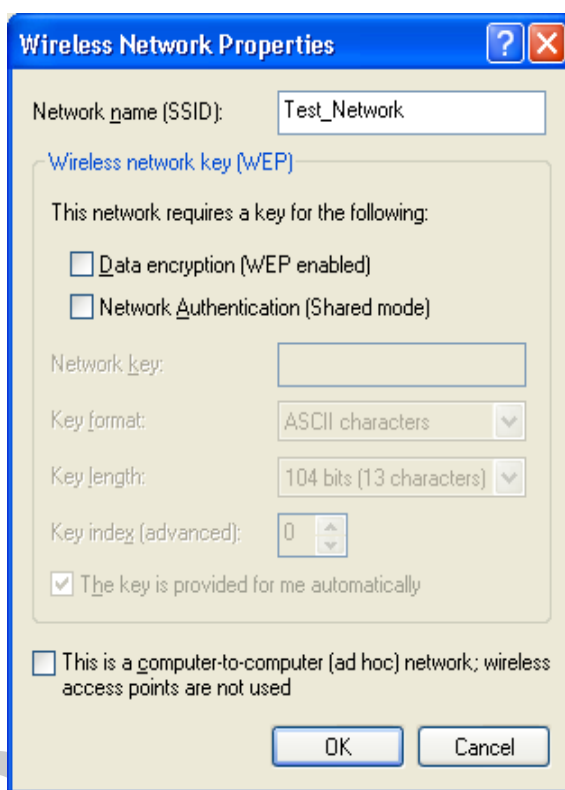 Wireless Network Properties
Network name (SSID): Test_Network
Wireless network key (WEP)
This network requires a key for the following:
Data encryption (WEP enabled)
Network Authentication (Shared mode)
Network key:
Key format: ASCII characters
Key length: 104 bits (13 characters)
Key index (advanced): 0
The key is provided for me automatically
This is a computer-to-computer (ad hoc) network; wireless
access points are not used
OK Cancel